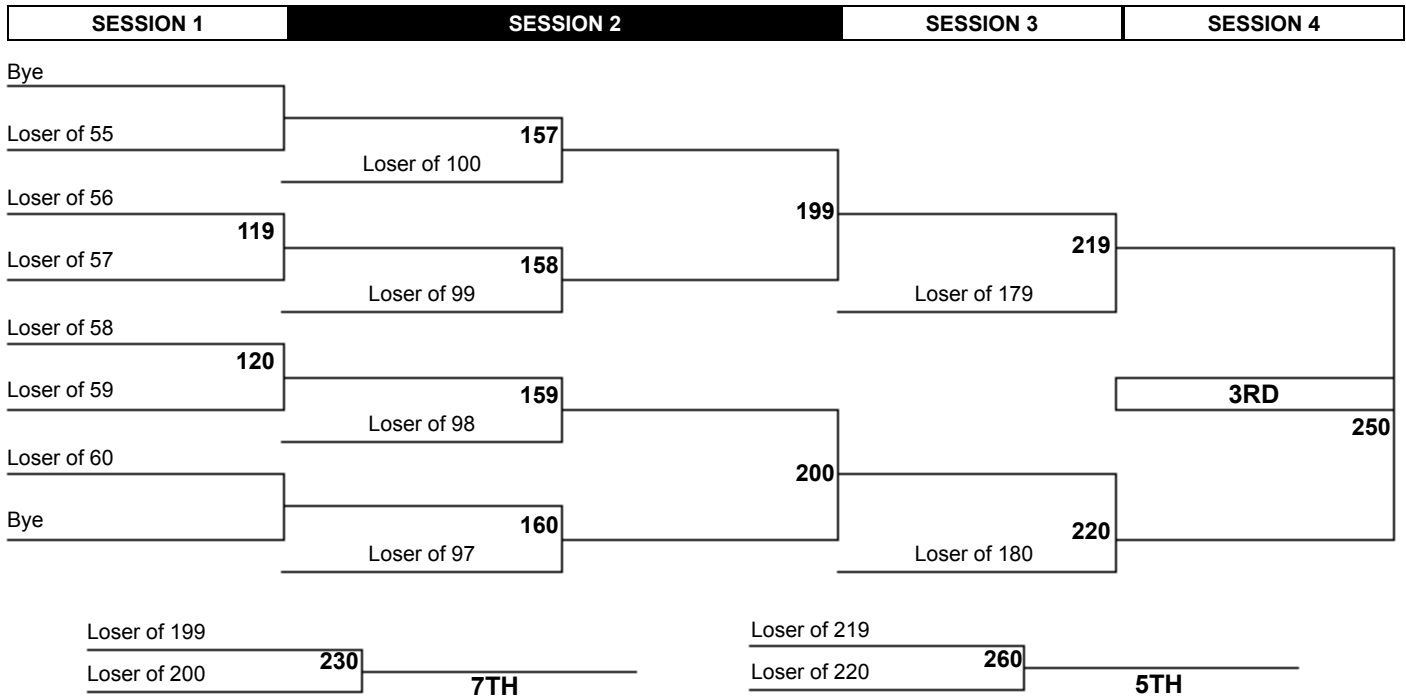 SESSION 1 SESSION 2 SESSION 3 SESSION 4
Bye
Loser of 55
157
Loser of 100
Loser of 56
199
119
219
Loser of 57
158
Loser of 99
Loser of 179
Loser of 58
120
Loser of 59
159
3RD
Loser of 98
250
Loser of 60
200
Bye
160
220
Loser of 97
Loser of 180
Loser of 199
230
Loser of 200
7TH
Loser of 219
260
Loser of 220
5TH